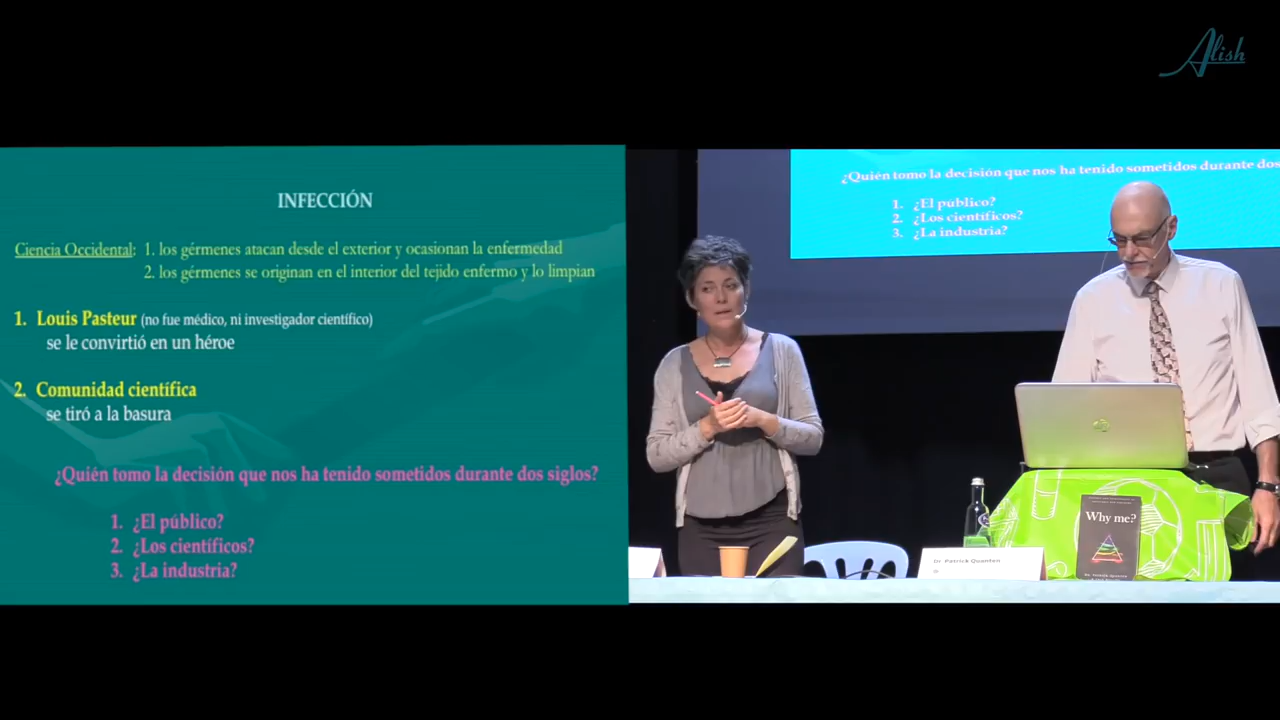 Alish
INFECCIÓN
Ciencia Occidental: 1. los gérmenes atacan desde el exterior y ocasionan la enfermedad
2. los gérmenes se originan en el interior del tejido enfermo y lo limpian
1. Louis Pasteur (no fue médico, ni investigador científico)
se le convirtió en un héroe
2. Comunidad científica
se tiró a la basura
¿Quién tomo la decisión que nos ha tenido sometidos durante dos siglos?
1. ¿El público?
2. ¿Los científicos?
3. ¿La industria?
¿Quién tomo la decisión que nos ha tenido sometidos durante dos
1. ¿El público?
2. ¿Los científicos?
3. ¿La industria?
Why me?
Dr. Patrick Quanten